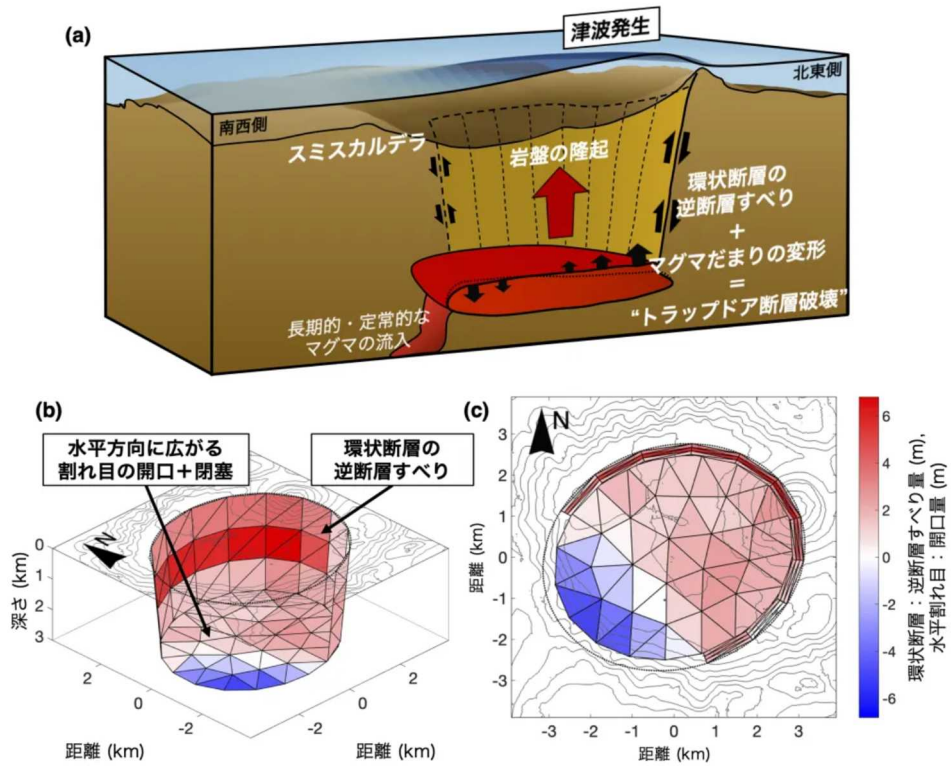 (a)
津波発生
北東側
南西側
スミスカルデラ
岩盤の隆起
環状断層の
逆断層すべり
＋
マグマだまりの変形
＝
“トラップドア断層破壊”
長期的・定常的な
マグマの流入
(b)
水平方向に広がる
割れ目の開口＋閉塞
環状断層の
逆断層すべり
N
0
1
2
3
深さ (km)
2
0
-2
距離 (km)
2
0
-2
距離 (km)
(c)
N
3
2
1
0
-1
-2
-3
距離 (km)
-3
-2
-1
0
1
2
3
距離 (km)
6
4
2
0
-2
-4
-6
環状断層：逆断層すべり量 (m),
水平割れ目：開口量 (m)